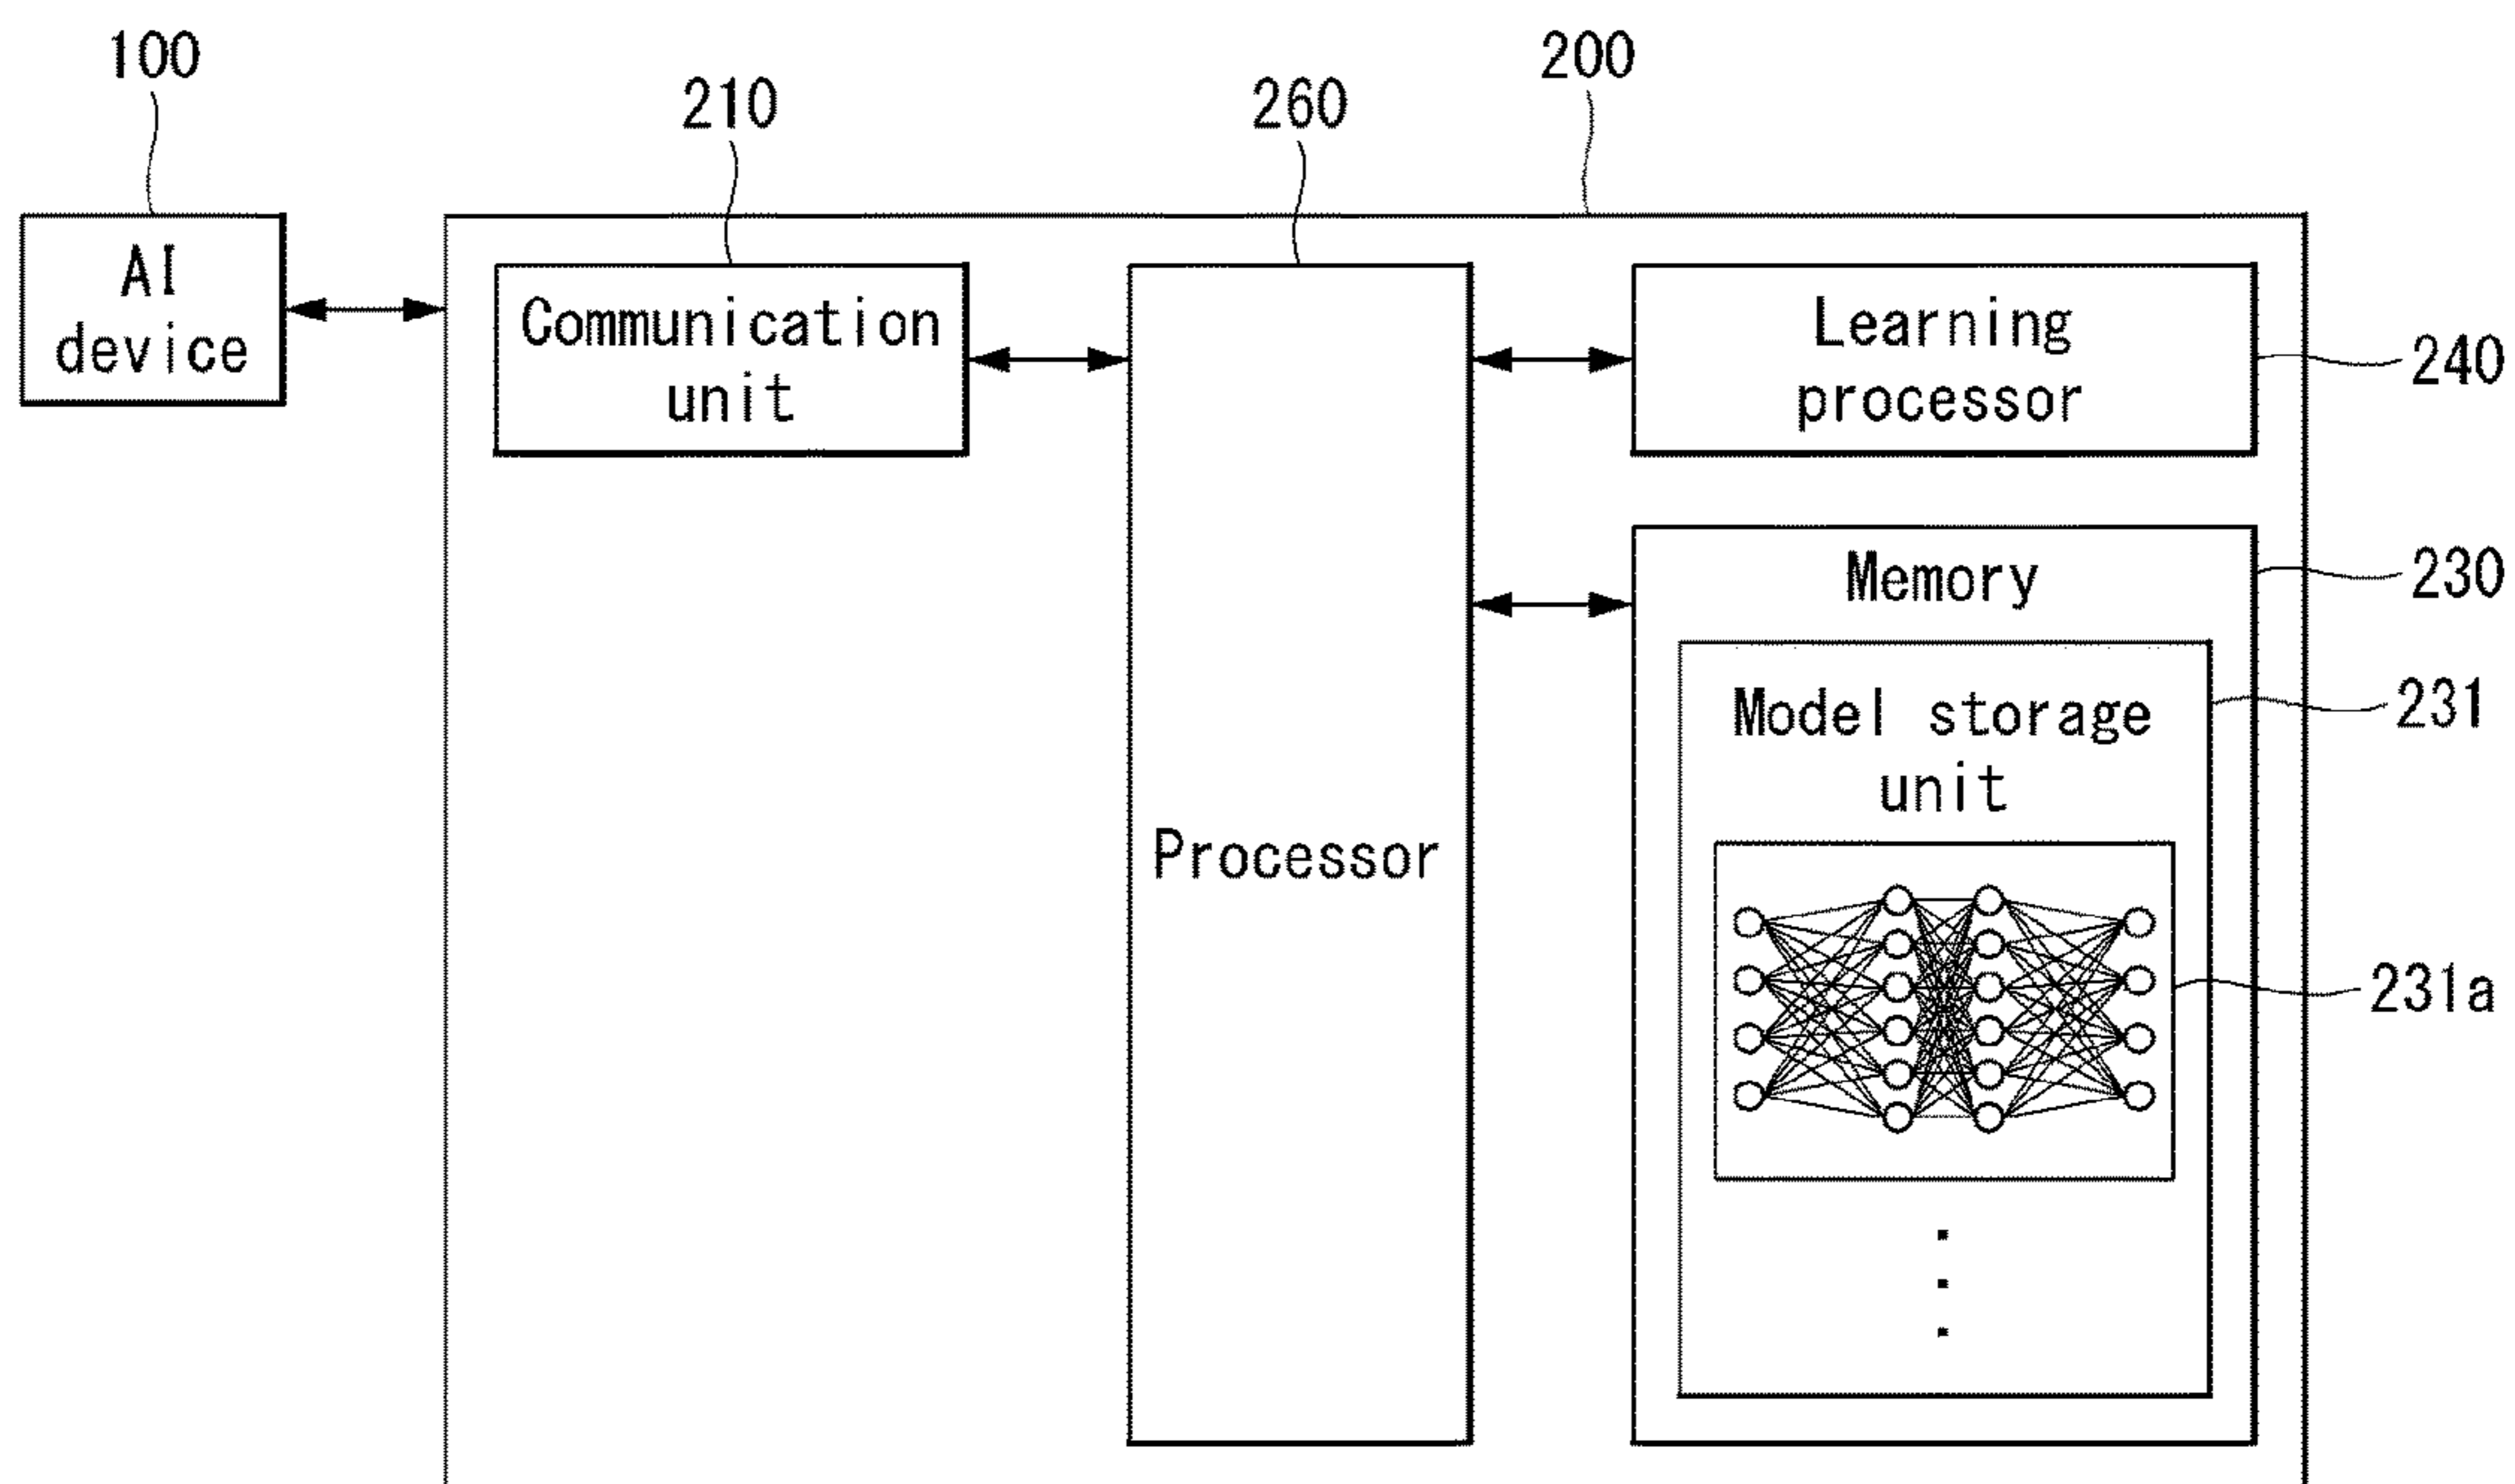 100
200
210
260
AI
device
Communication
unit
Learning
processor
240
Memory
230
Model storage
unit
231
Processor
231a